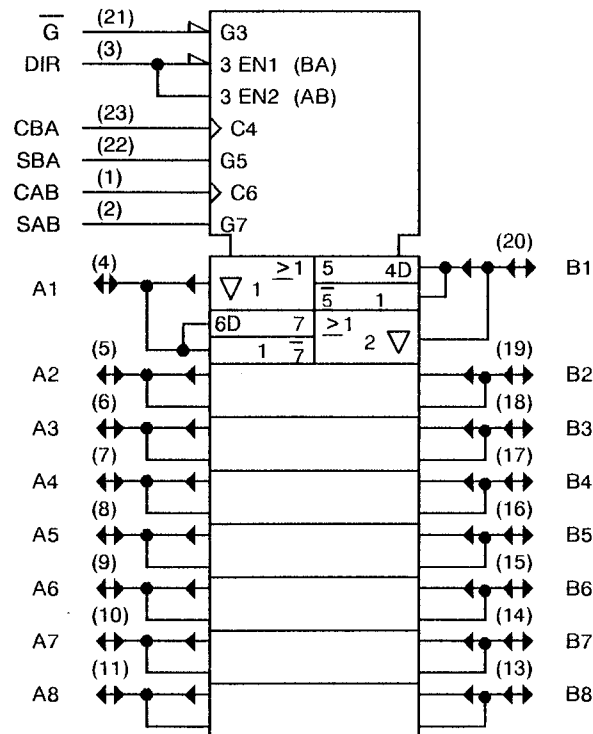 G̅ (21) G3
DIR (3) 3 EN1 (BA)
3 EN2 (AB)
CBA (23) C4
SBA (22) G5
CAB (1) C6
SAB (2) G7
A1 (4) ≥1 5 4D (20) B1
▽ 1 5̅ 1
6D 7 ≥1
1 7̅ 2 ▽
A2 (5) (19) B2
A3 (6) (18) B3
A4 (7) (17) B4
A5 (8) (16) B5
A6 (9) (15) B6
A7 (10) (14) B7
A8 (11) (13) B8